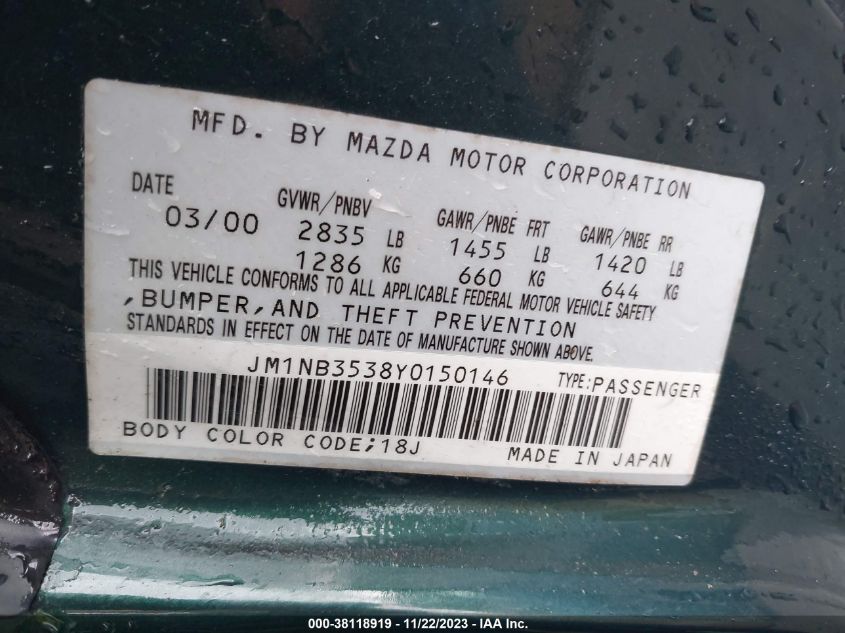 MFD. BY MAZDA MOTOR CORPORATION
DATE GVWR/PNBV GAWR/PNBE FRT GAWR/PNBE RR
03/00 2835 LB 1455 LB 1420 LB
1286 KG 660 KG 644 KG
THIS VEHICLE CONFORMS TO ALL APPLICABLE FEDERAL MOTOR VEHICLE SAFETY
,BUMPER,AND THEFT PREVENTION
STANDARDS IN EFFECT ON THE DATE OF MANUFACTURE SHOWN ABOVE.
JM1NB3538Y0150146 TYPE:PASSENGER
BODY COLOR CODE;18J MADE IN JAPAN
000-38118919 - 11/22/2023 - IAA Inc.